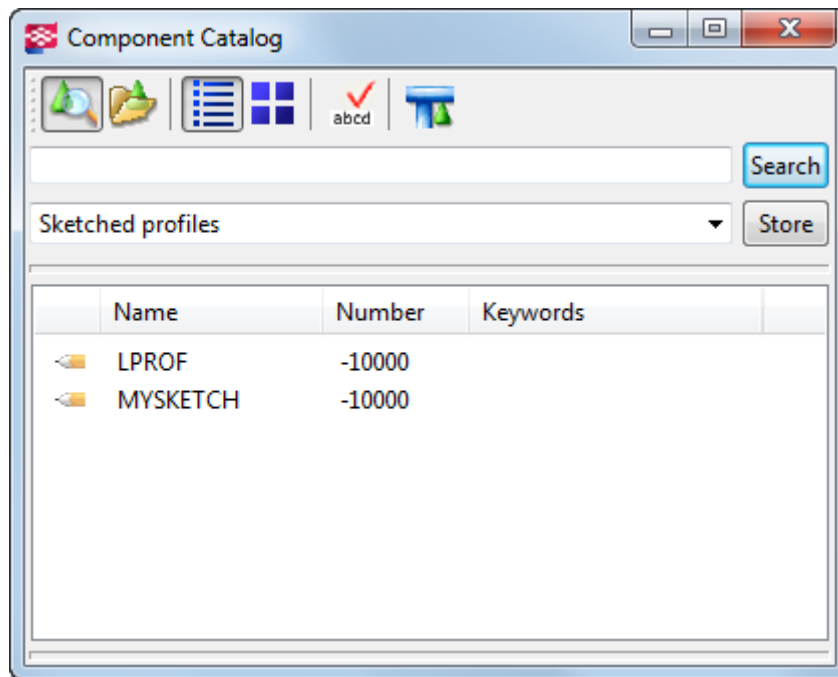 Component Catalog
abcd
Search
Sketched profiles
Store
Name Number Keywords
LPROF -10000
MYSKETCH -10000